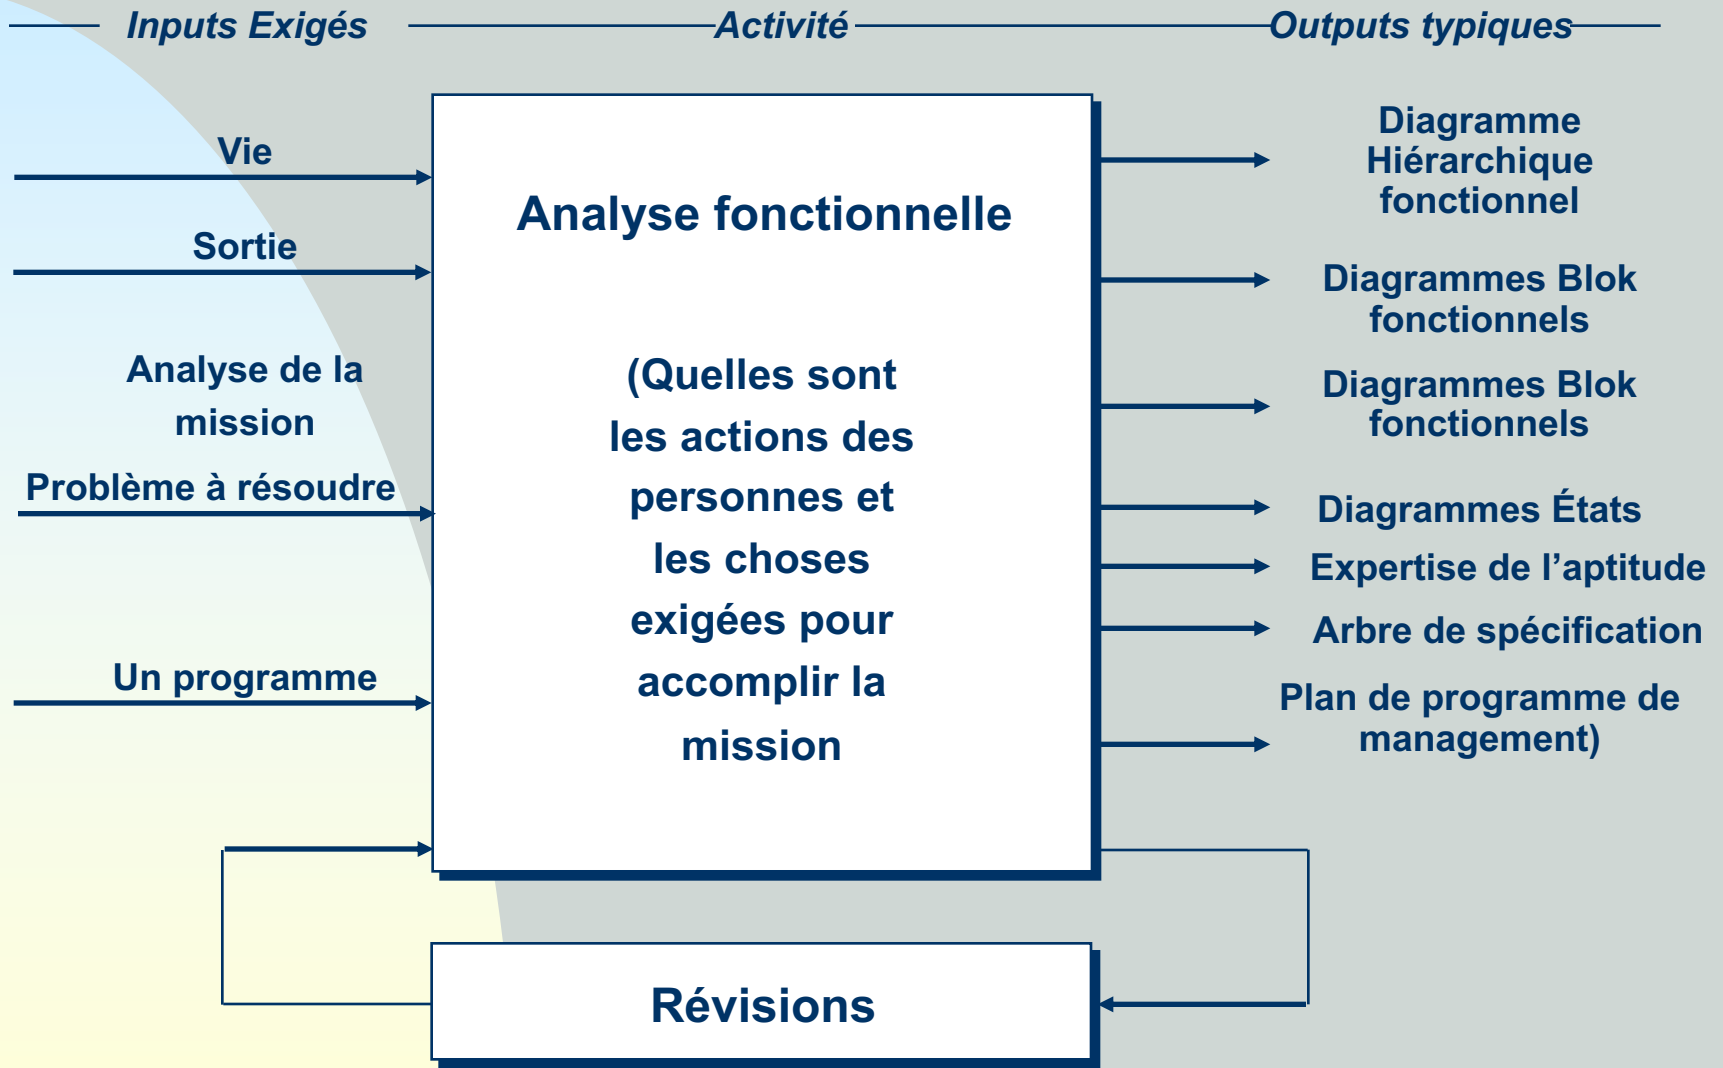 Inputs Exigés
Activité
Outputs typiques
Vie
Sortie
Analyse de la
mission
Problème à résoudre
Un programme
Analyse fonctionnelle
(Quelles sont
les actions des
personnes et
les choses
exigées pour
accomplir la
mission
Diagramme
Hiérarchique
fonctionnel
Diagrammes Blok
fonctionnels
Diagrammes Blok
fonctionnels
Diagrammes États
Expertise de l’aptitude
Arbre de spécification
Plan de programme de
management)
Révisions